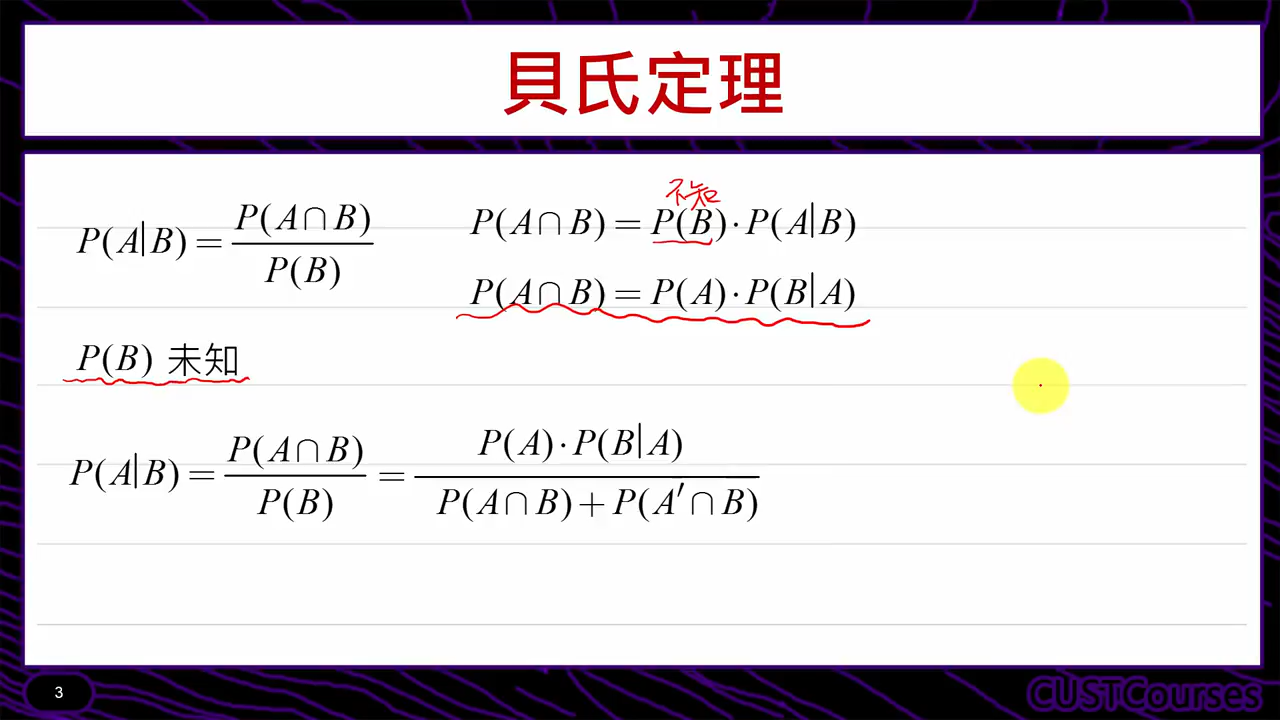 貝氏定理
P(A|B) = P(A∩B) / P(B)
不知
P(A∩B) = P(B)·P(A|B)
P(A∩B) = P(A)·P(B|A)
P(B) 未知
P(A|B) = P(A∩B) / P(B) = P(A)·P(B|A) / P(A∩B)+P(A′∩B)
3
CUSTCourses